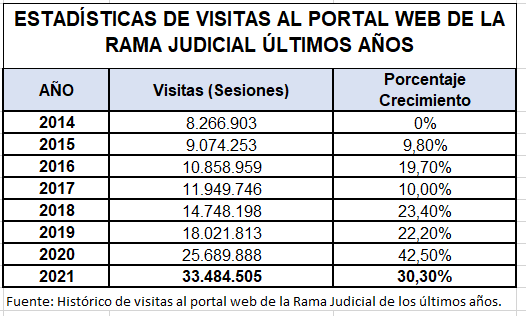 ESTADÍSTICAS DE VISITAS AL PORTAL WEB DE LA
RAMA JUDICIAL ÚLTIMOS AÑOS
AÑO Visitas (Sesiones) Porcentaje Crecimiento
2014 8.266.903 0%
2015 9.074.253 9,80%
2016 10.858.959 19,70%
2017 11.949.746 10,00%
2018 14.748.198 23,40%
2019 18.021.813 22,20%
2020 25.689.888 42,50%
2021 33.484.505 30,30%
Fuente: Histórico de visitas al portal web de la Rama Judicial de los últimos años.